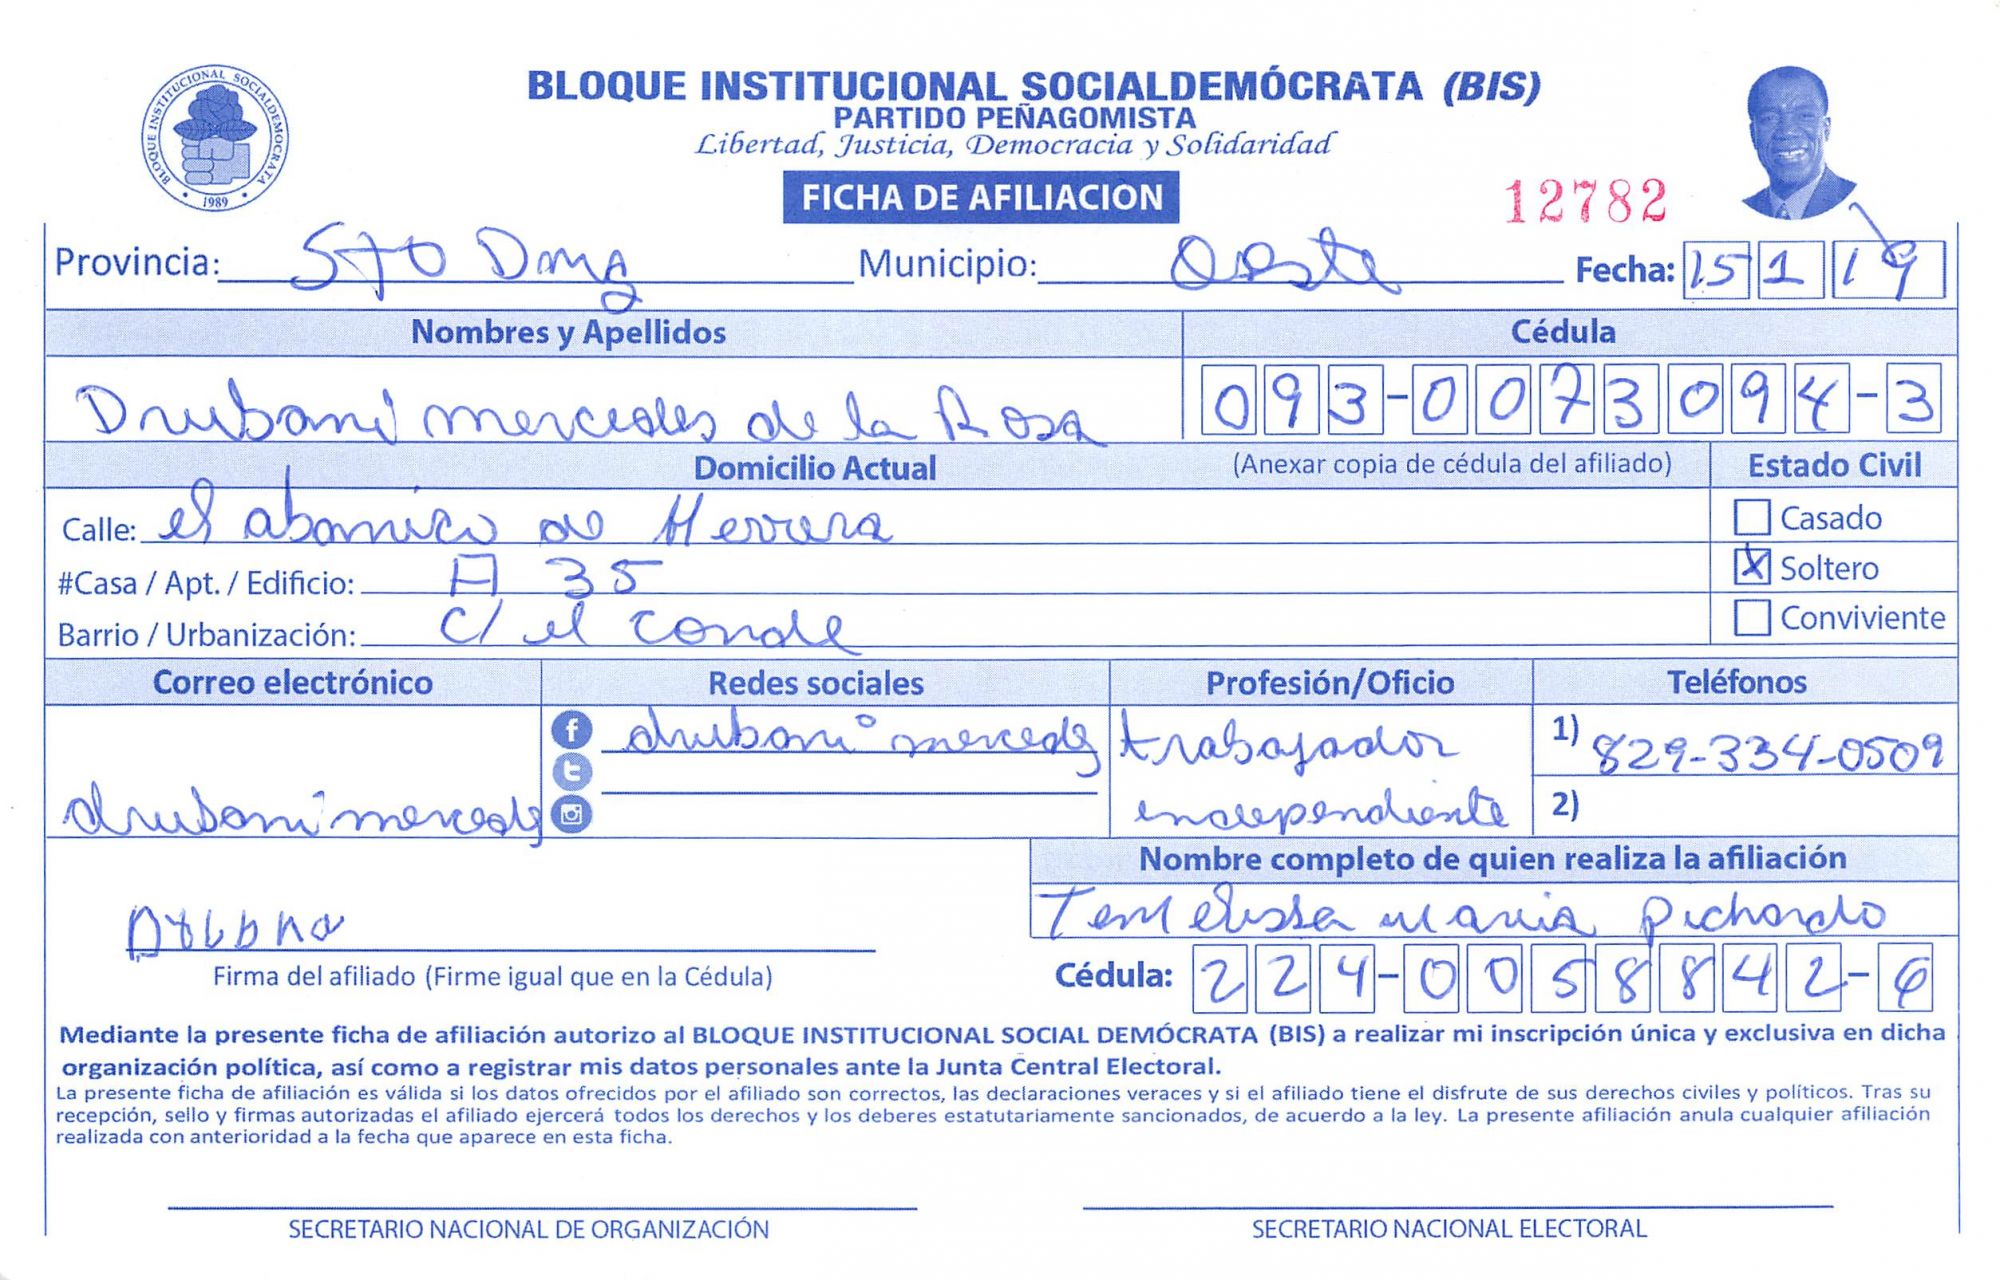 BLOQUE INSTITUCIONAL SOCIALDEMOCRATA
1989
BLOQUE INSTITUCIONAL SOCIALDEMÓCRATA (BIS)
PARTIDO PEÑAGOMISTA
Libertad, Justicia, Democracia y Solidaridad
FICHA DE AFILIACION
12782
Provincia: Sto Dmg Municipio: Oeste Fecha: 15 1 19
Nombres y Apellidos Cédula
Drubani mercedes de la Rosa 093-0073094-3
Domicilio Actual (Anexar copia de cédula del afiliado) Estado Civil
Calle: el abanico de Herrera Casado
#Casa / Apt. / Edificio: A 35 X Soltero
Barrio / Urbanización: c/ el conde Conviviente
Correo electrónico Redes sociales Profesión/Oficio Teléfonos
drubani mercedes trabajador 1) 829-334-0509
drubani mercedes independiente 2)
Nombre completo de quien realiza la afiliación
maria pichardo
Firma del afiliado (Firme igual que en la Cédula) Cédula: 224-0058842-6
Mediante la presente ficha de afiliación autorizo al BLOQUE INSTITUCIONAL SOCIAL DEMÓCRATA (BIS) a realizar mi inscripción única y exclusiva en dicha
organización política, así como a registrar mis datos personales ante la Junta Central Electoral.
La presente ficha de afiliación es válida si los datos ofrecidos por el afiliado son correctos, las declaraciones veraces y si el afiliado tiene el disfrute de sus derechos civiles y políticos. Tras su
recepción, sello y firmas autorizadas el afiliado ejercerá todos los derechos y los deberes estatutariamente sancionados, de acuerdo a la ley. La presente afiliación anula cualquier afiliación
realizada con anterioridad a la fecha que aparece en esta ficha.
SECRETARIO NACIONAL DE ORGANIZACIÓN SECRETARIO NACIONAL ELECTORAL